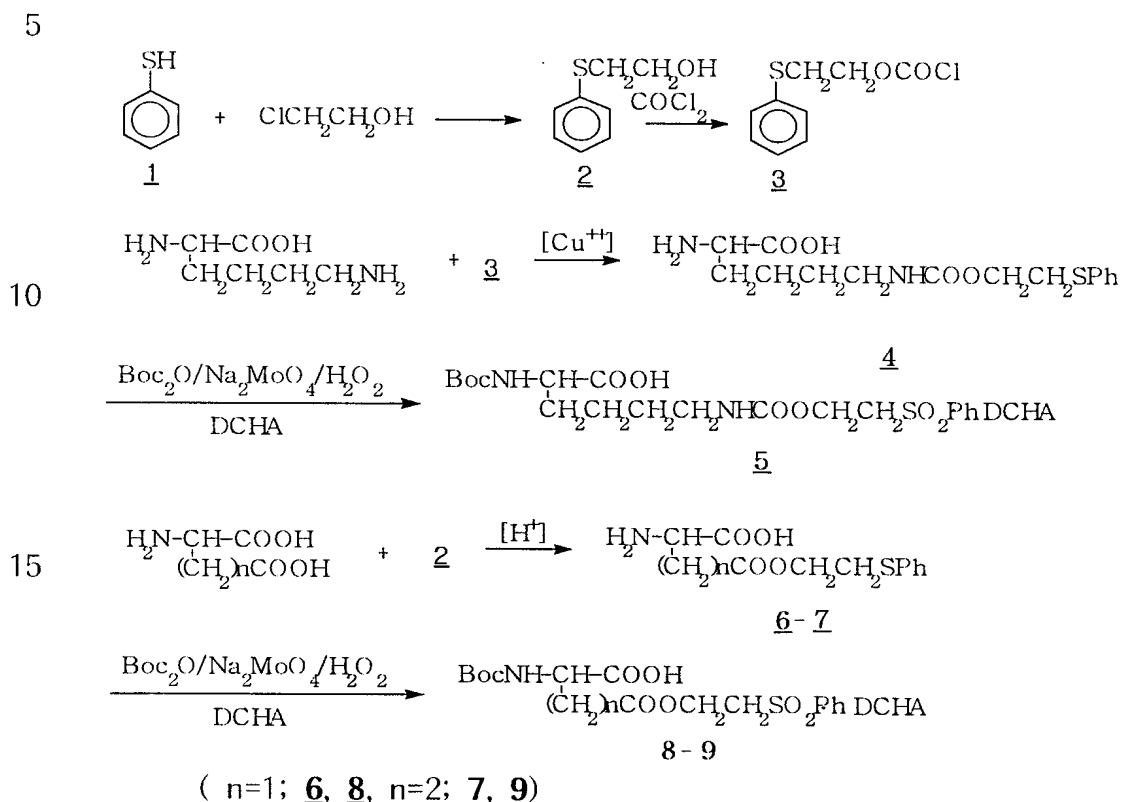 5
SH SCH₂CH₂OH SCH₂CH₂OCOCl
+ ClCH₂CH₂OH COCl₂
1 2 3
H₂N-CH-COOH + 3 [Cu⁺⁺] H₂N-CH-COOH
CH₂CH₂CH₂CH₂NH₂ CH₂CH₂CH₂CH₂NHCOOCH₂CH₂SPh
10
4
Boc₂O/Na₂MoO₄/H₂O₂ BocNH-CH-COOH
DCHA CH₂CH₂CH₂CH₂NHCOOCH₂CH₂SO₂Ph DCHA
5
H₂N-CH-COOH + 2 [H⁺] H₂N-CH-COOH
15 (CH₂)nCOOH (CH₂)nCOOCH₂CH₂SPh
6- 7
Boc₂O/Na₂MoO₄/H₂O₂ BocNH-CH-COOH
DCHA (CH₂)nCOOCH₂CH₂SO₂Ph DCHA
8- 9
( n=1; 6, 8, n=2; 7, 9)